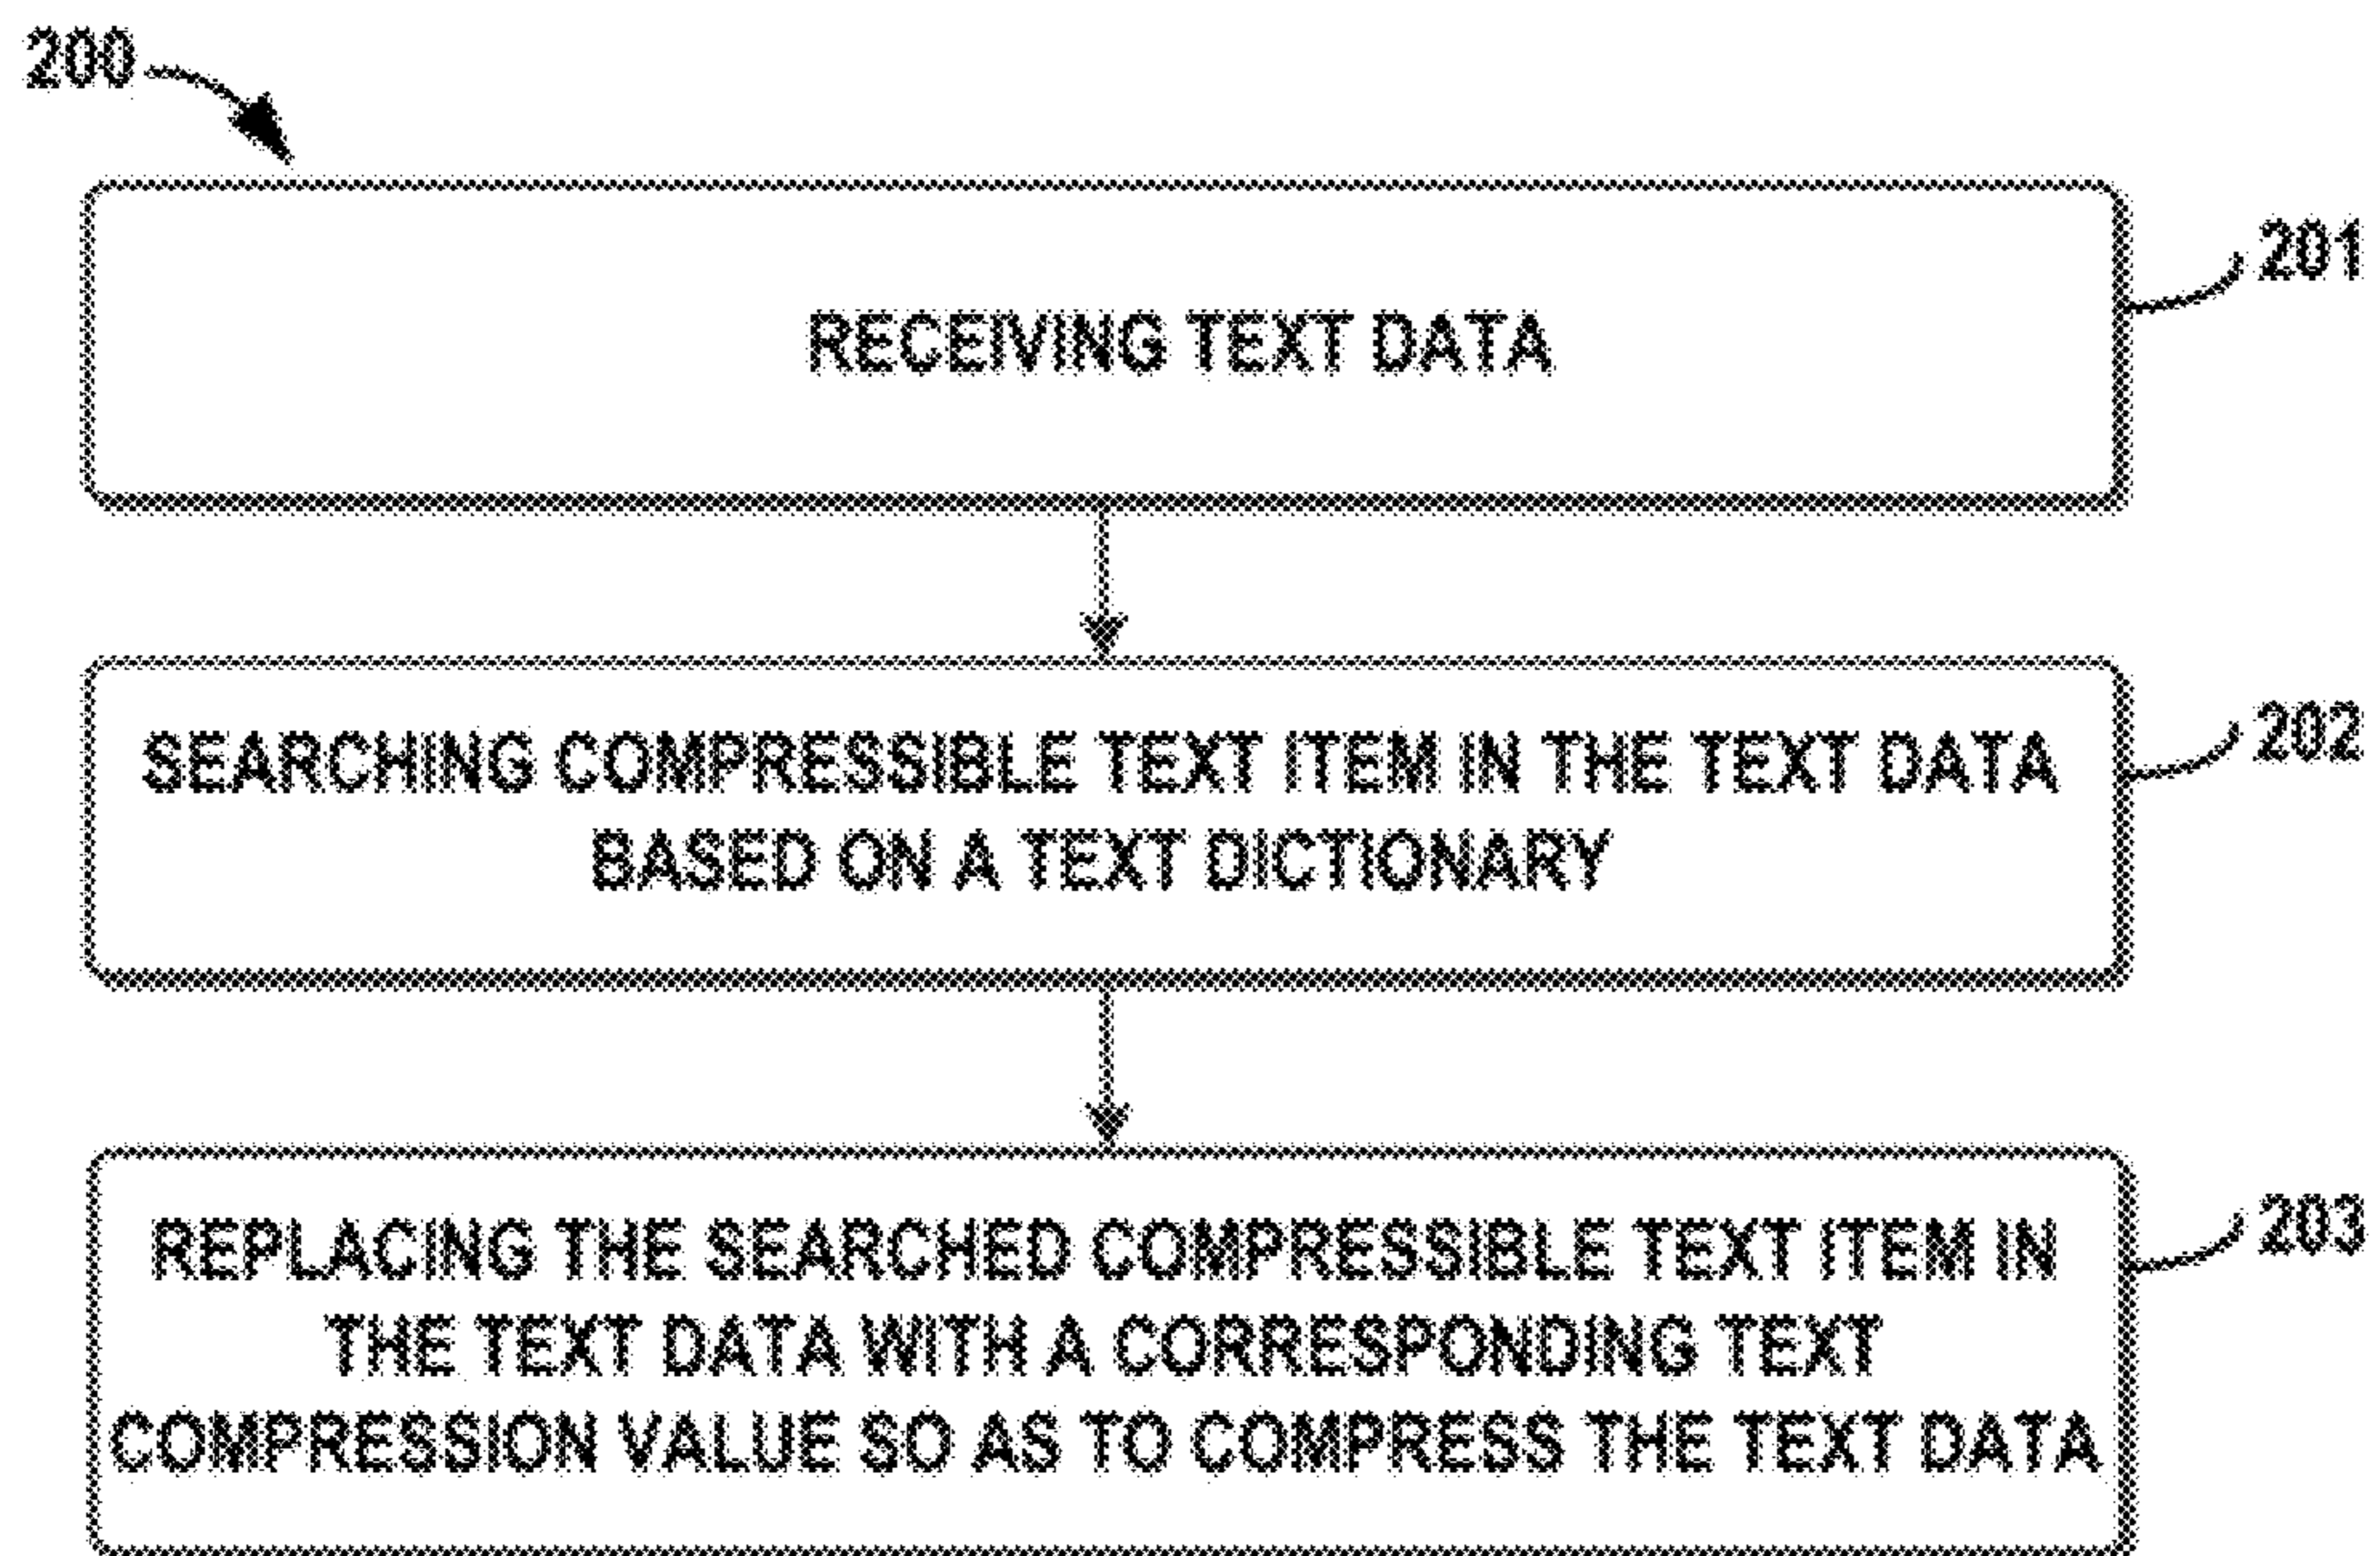 200
201
RECEIVING TEXT DATA
202
SEARCHING COMPRESSIBLE TEXT ITEM IN THE TEXT DATA
BASED ON A TEXT DICTIONARY
203
REPLACING THE SEARCHED COMPRESSIBLE TEXT ITEM IN
THE TEXT DATA WITH A CORRESPONDING TEXT
COMPRESSION VALUE SO AS TO COMPRESS THE TEXT DATA